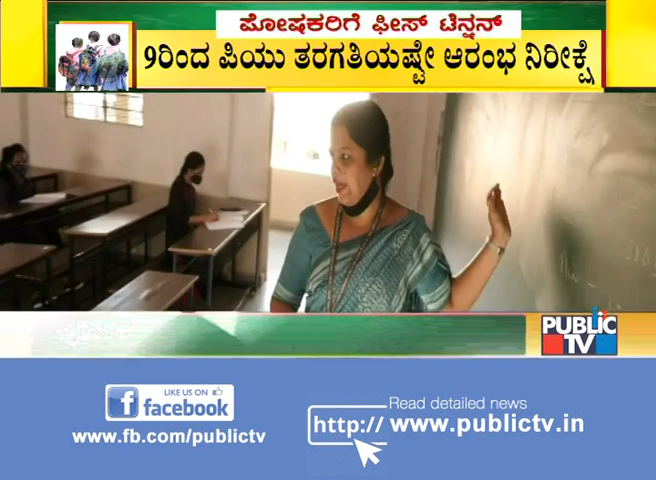 ಪೋಷಕರಿಗೆ ಫೀಸ್ ಟೆನ್ಷನ್
9ರಿಂದ ಪಿಯು ತರಗತಿಯಷ್ಟೇ ಆರಂಭ ನಿರೀಕ್ಷೆ
PUBLIC
TV
LIKE US ON
facebook
www.fb.com/publictv
Read detailed news
http:// www.publictv.in